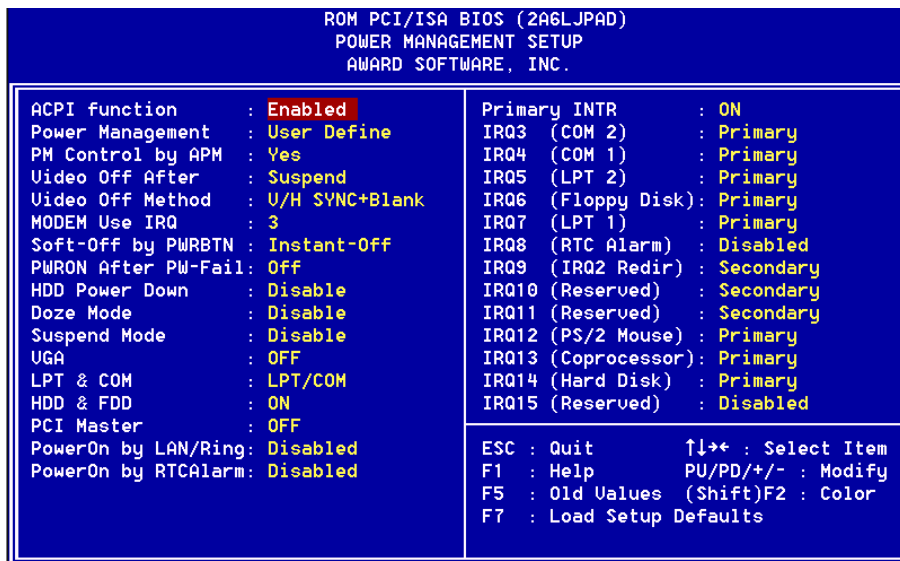 ROM PCI/ISA BIOS (2A6LJPAD)
POWER MANAGEMENT SETUP
AWARD SOFTWARE, INC.
ACPI function : Enabled
Power Management : User Define
PM Control by APM : Yes
Video Off After : Suspend
Video Off Method : V/H SYNC+Blank
MODEM Use IRQ : 3
Soft-Off by PWRBTN : Instant-Off
PWRON After PW-Fail: Off
HDD Power Down : Disable
Doze Mode : Disable
Suspend Mode : Disable
VGA : OFF
LPT & COM : LPT/COM
HDD & FDD : ON
PCI Master : OFF
PowerOn by LAN/Ring: Disabled
PowerOn by RTCAlarm: Disabled
Primary INTR : ON
IRQ3 (COM 2) : Primary
IRQ4 (COM 1) : Primary
IRQ5 (LPT 2) : Primary
IRQ6 (Floppy Disk): Primary
IRQ7 (LPT 1) : Primary
IRQ8 (RTC Alarm) : Disabled
IRQ9 (IRQ2 Redir) : Secondary
IRQ10 (Reserved) : Secondary
IRQ11 (Reserved) : Secondary
IRQ12 (PS/2 Mouse) : Primary
IRQ13 (Coprocessor): Primary
IRQ14 (Hard Disk) : Primary
IRQ15 (Reserved) : Disabled
ESC : Quit ↑↓→← : Select Item
F1 : Help PU/PD/+/- : Modify
F5 : Old Values (Shift)F2 : Color
F7 : Load Setup Defaults